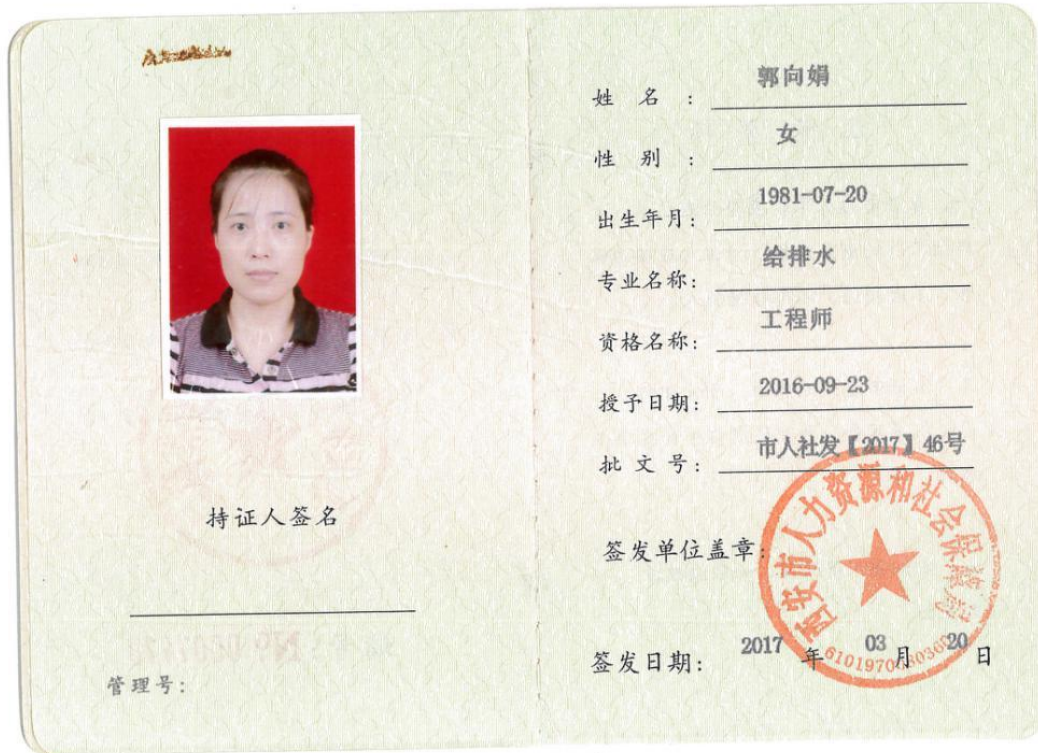 持证人签名
管理号：
姓 名 ： 郭向娟
性 别 ： 女
出生年月： 1981-07-20
专业名称： 给排水
资格名称： 工程师
授予日期： 2016-09-23
批 文 号： 市人社发【2017】46号
签发单位盖章：
西安市人力资源和社会保障局
签发日期： 2017 年 03 月 20 日